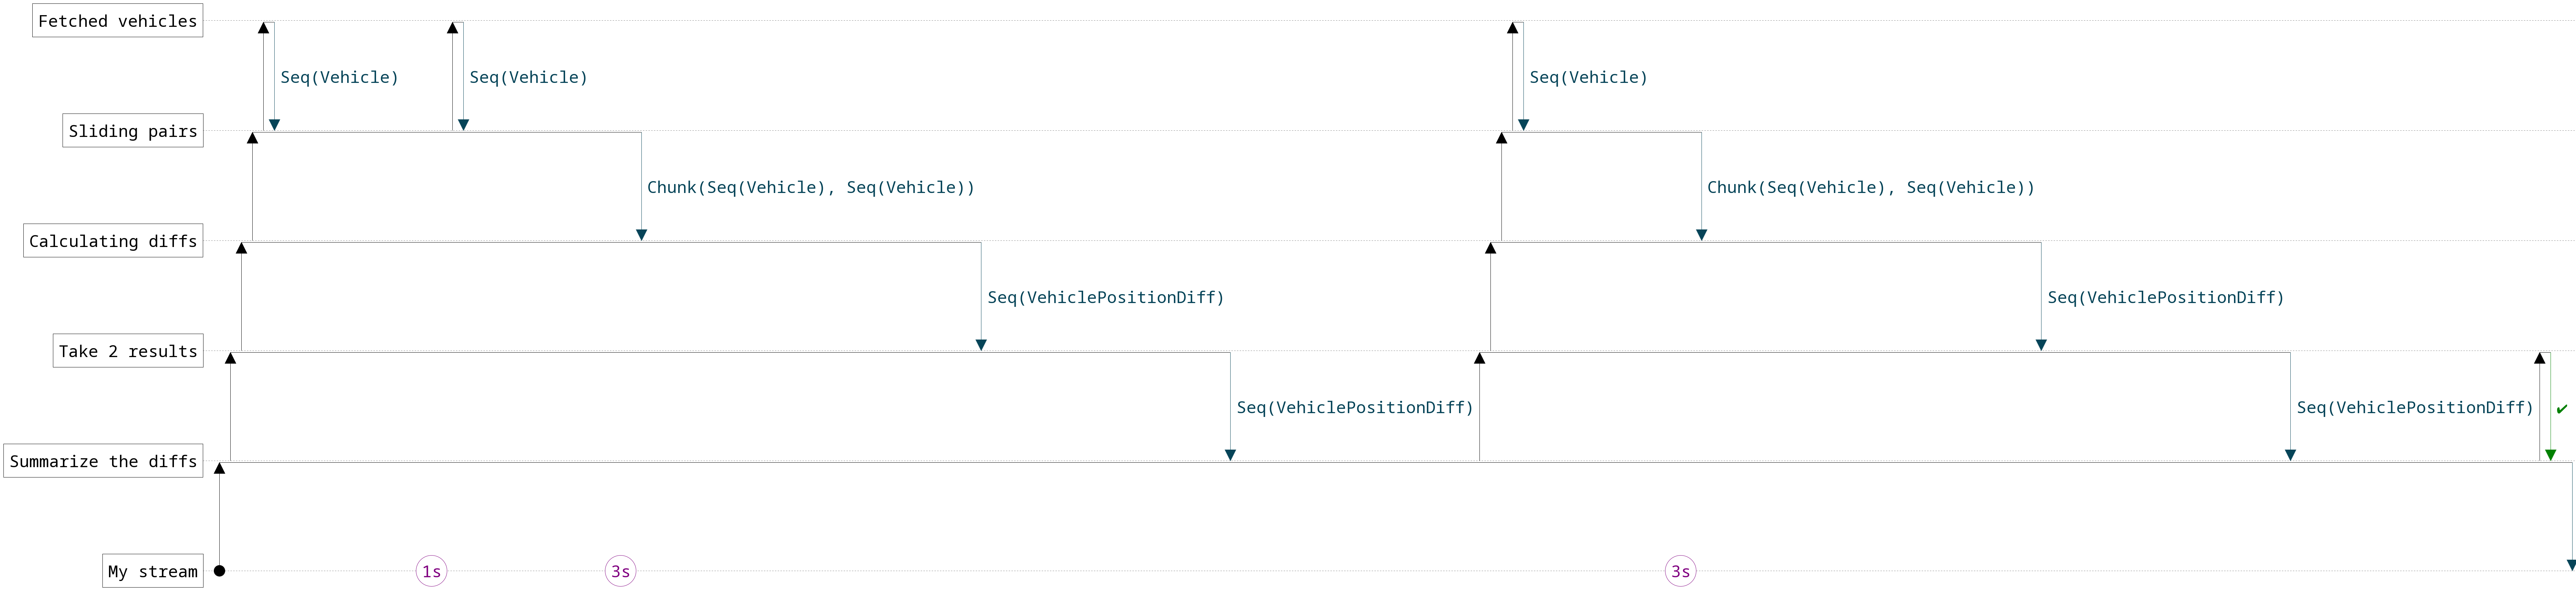 Fetched vehicles
Seq(Vehicle)
Seq(Vehicle)
Seq(Vehicle)
Sliding pairs
Chunk(Seq(Vehicle), Seq(Vehicle))
Chunk(Seq(Vehicle), Seq(Vehicle))
Calculating diffs
Seq(VehiclePositionDiff)
Seq(VehiclePositionDiff)
Take 2 results
Seq(VehiclePositionDiff)
Seq(VehiclePositionDiff)
✔
Summarize the diffs
My stream
1s
3s
3s